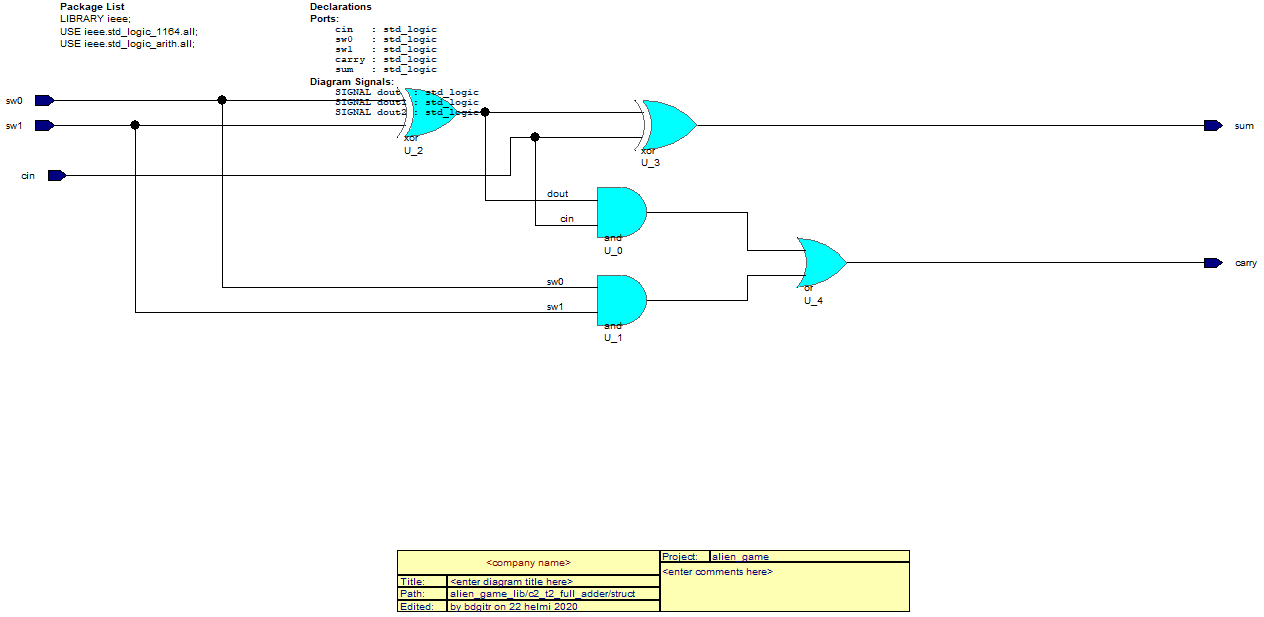 Package List
LIBRARY ieee;
USE ieee.std_logic_1164.all;
USE ieee.std_logic_arith.all;
Declarations
Ports:
cin : std_logic
sw0 : std_logic
sw1 : std_logic
carry : std_logic
sum : std_logic
Diagram Signals:
SIGNAL dout : std_logic
SIGNAL dout1 : std_logic
SIGNAL dout2 : std_logic
sw0
sw1
cin
xor
U_2
xor
U_3
sum
dout
cin
and
U_0
sw0
sw1
and
U_1
or
U_4
carry
<company name>
Title: <enter diagram title here>
Path: alien_game_lib/c2_t2_full_adder/struct
Edited: by bdgitr on 22 helmi 2020
Project: alien_game
<enter comments here>